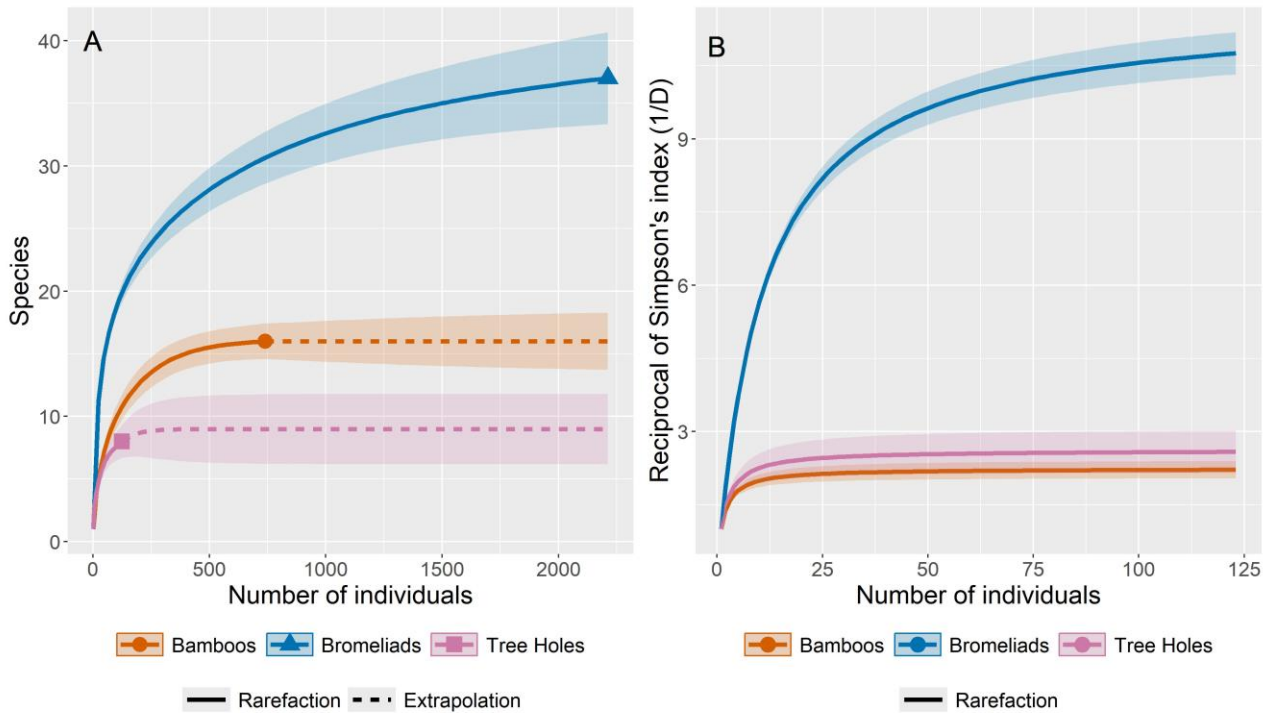 A
B
Species
40
30
20
10
0
0
500
1000
1500
2000
Number of individuals
Reciprocal of Simpson's index (1/D)
9
6
3
0
25
50
75
100
125
Number of individuals
Bamboos Bromeliads Tree Holes
Rarefaction Extrapolation
Bamboos Bromeliads Tree Holes
Rarefaction